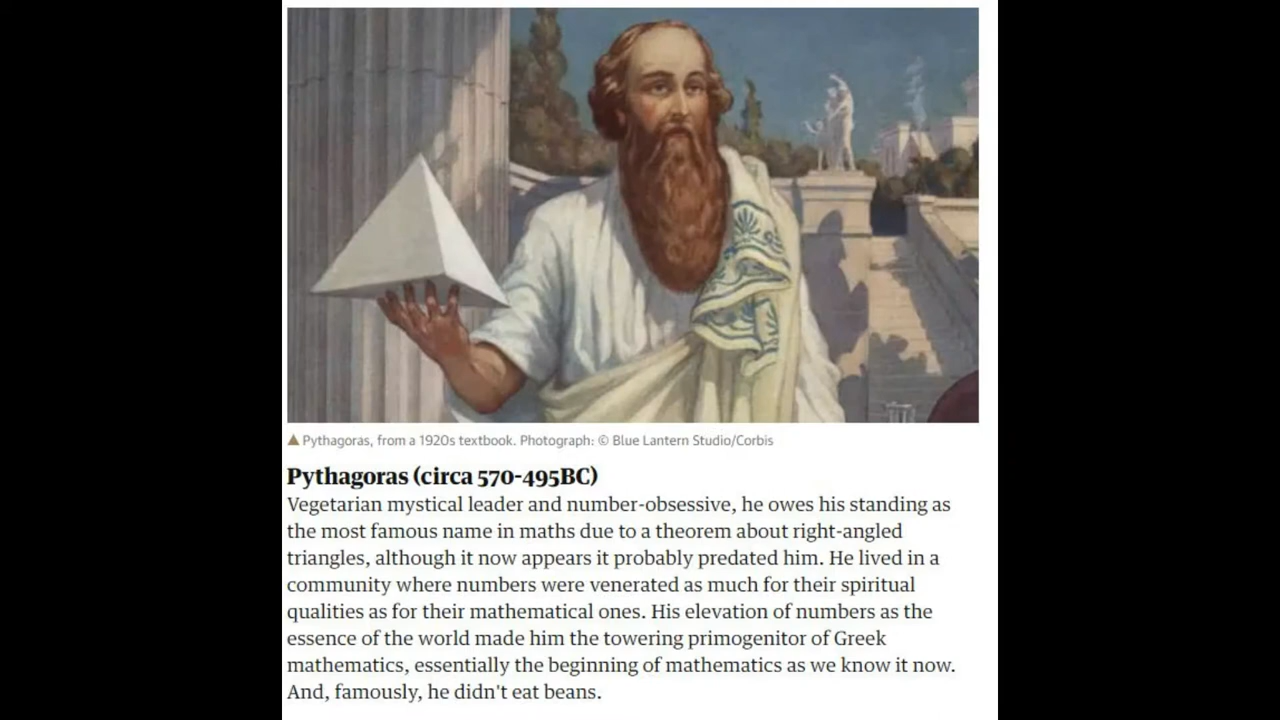 Pythagoras, from a 1920s textbook. Photograph: © Blue Lantern Studio/Corbis
Pythagoras (circa 570-495BC)
Vegetarian mystical leader and number-obsessive, he owes his standing as
the most famous name in maths due to a theorem about right-angled
triangles, although it now appears it probably predated him. He lived in a
community where numbers were venerated as much for their spiritual
qualities as for their mathematical ones. His elevation of numbers as the
essence of the world made him the towering primogenitor of Greek
mathematics, essentially the beginning of mathematics as we know it now.
And, famously, he didn't eat beans.